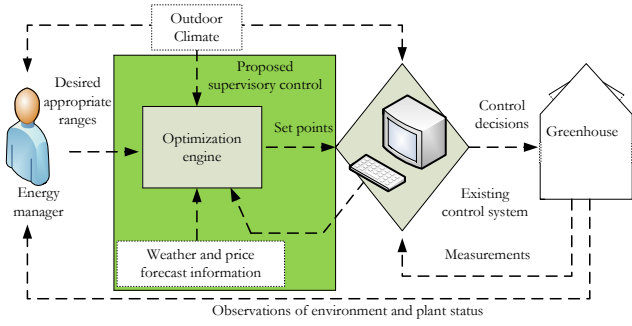 Outdoor
Climate
Desired
appropriate
ranges
Proposed
supervisory control
Optimization
engine
Set points
Control
decisions
Greenhouse
Energy
manager
Existing
control system
Weather and price
forecast information
Measurements
Observations of environment and plant status